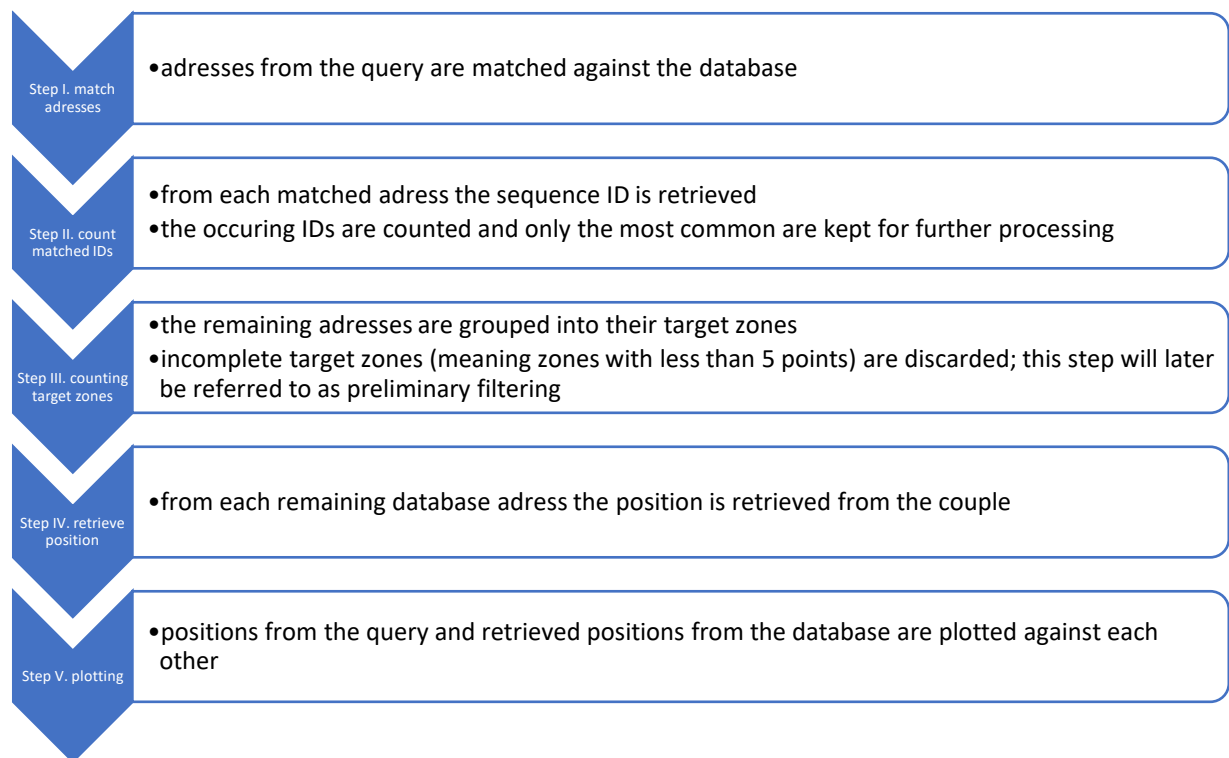 Step I. match
adresses
•adresses from the query are matched against the database
Step II. count
matched IDs
•from each matched adress the sequence ID is retrieved
•the occuring IDs are counted and only the most common are kept for further processing
Step III. counting
target zones
•the remaining adresses are grouped into their target zones
•incomplete target zones (meaning zones with less than 5 points) are discarded; this step will later
be referred to as preliminary filtering
Step IV. retrieve
position
•from each remaining database adress the position is retrieved from the couple
Step V. plotting
•positions from the query and retrieved positions from the database are plotted against each
other